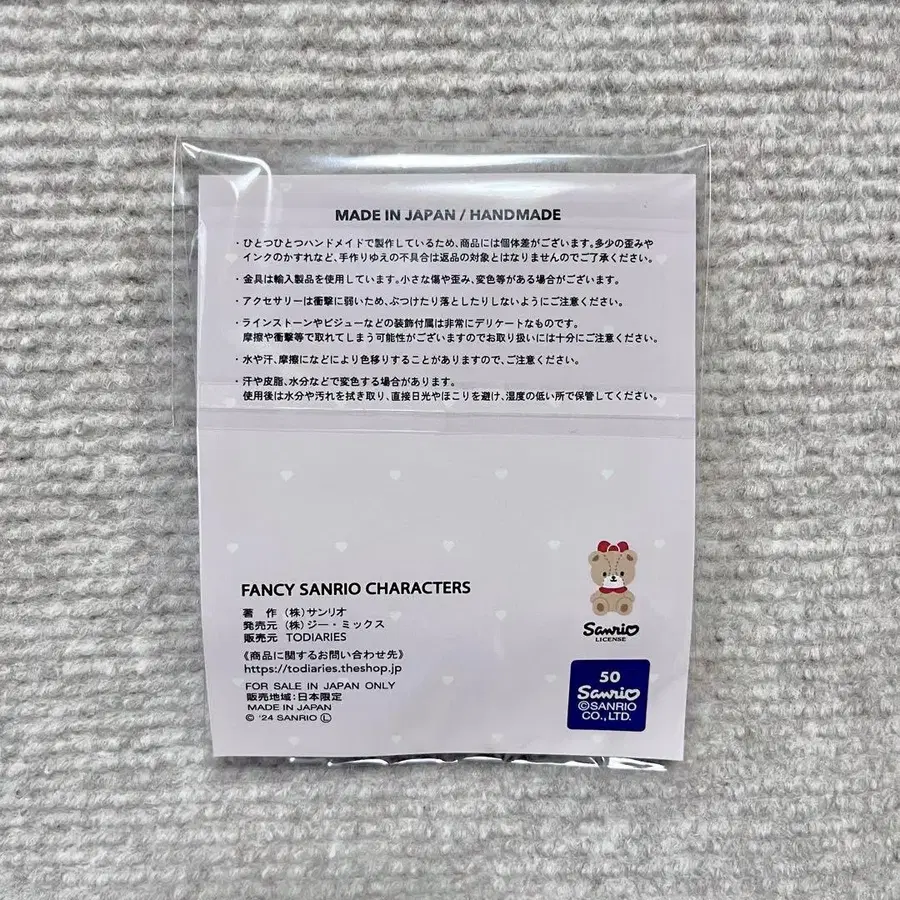 MADE IN JAPAN / HANDMADE
・ひとつひとつハンドメイドで製作しているため、商品には個体差がございます。多少の歪みや
インクのかすれなど、手作りゆえの不具合は返品の対象とはなりませんのでご了承ください。
・金具は輸入製品を使用しています。小さな傷や歪み、変色等がある場合がございます。
・アクセサリーは衝撃に弱いため、ぶつけたり落としたりしないようにご注意ください。
・ラインストーンやビジューなどの装飾付属は非常にデリケートなものです。
摩擦や衝撃等で取れてしまう可能性がございますのでお取り扱いには十分にご注意ください。
・水や汗、摩擦になどにより色移りすることがありますので、ご注意ください。
・汗や皮脂、水分などで変色する場合があります。
使用後は水分や汚れを拭き取り、直接日光やほこりを避け、湿度の低い所で保管してください。
FANCY SANRIO CHARACTERS
著 作 (株)サンリオ
発売元 (株)ジー・ミックス
販売元 TODIARIES
《商品に関するお問い合わせ先》
https://todiaries.theshop.jp
FOR SALE IN JAPAN ONLY
販売地域:日本限定
MADE IN JAPAN
© '24 SANRIO Ⓛ
Sanrio
LICENSE
50
Sanrio
©SANRIO
CO.,LTD.